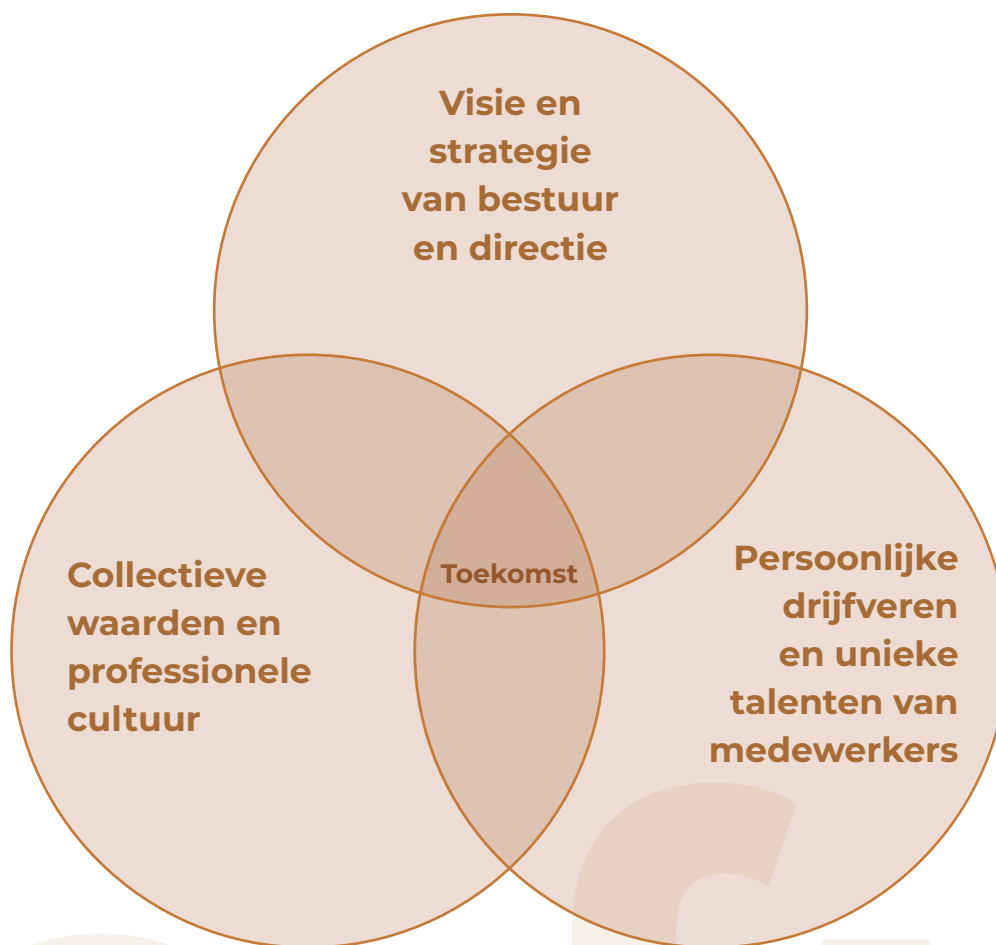 Visie en
strategie
van bestuur
en directie
Collectieve
waarden en
professionele
cultuur
Toekomst
Persoonlijke
drijfveren
en unieke
talenten van
medewerkers